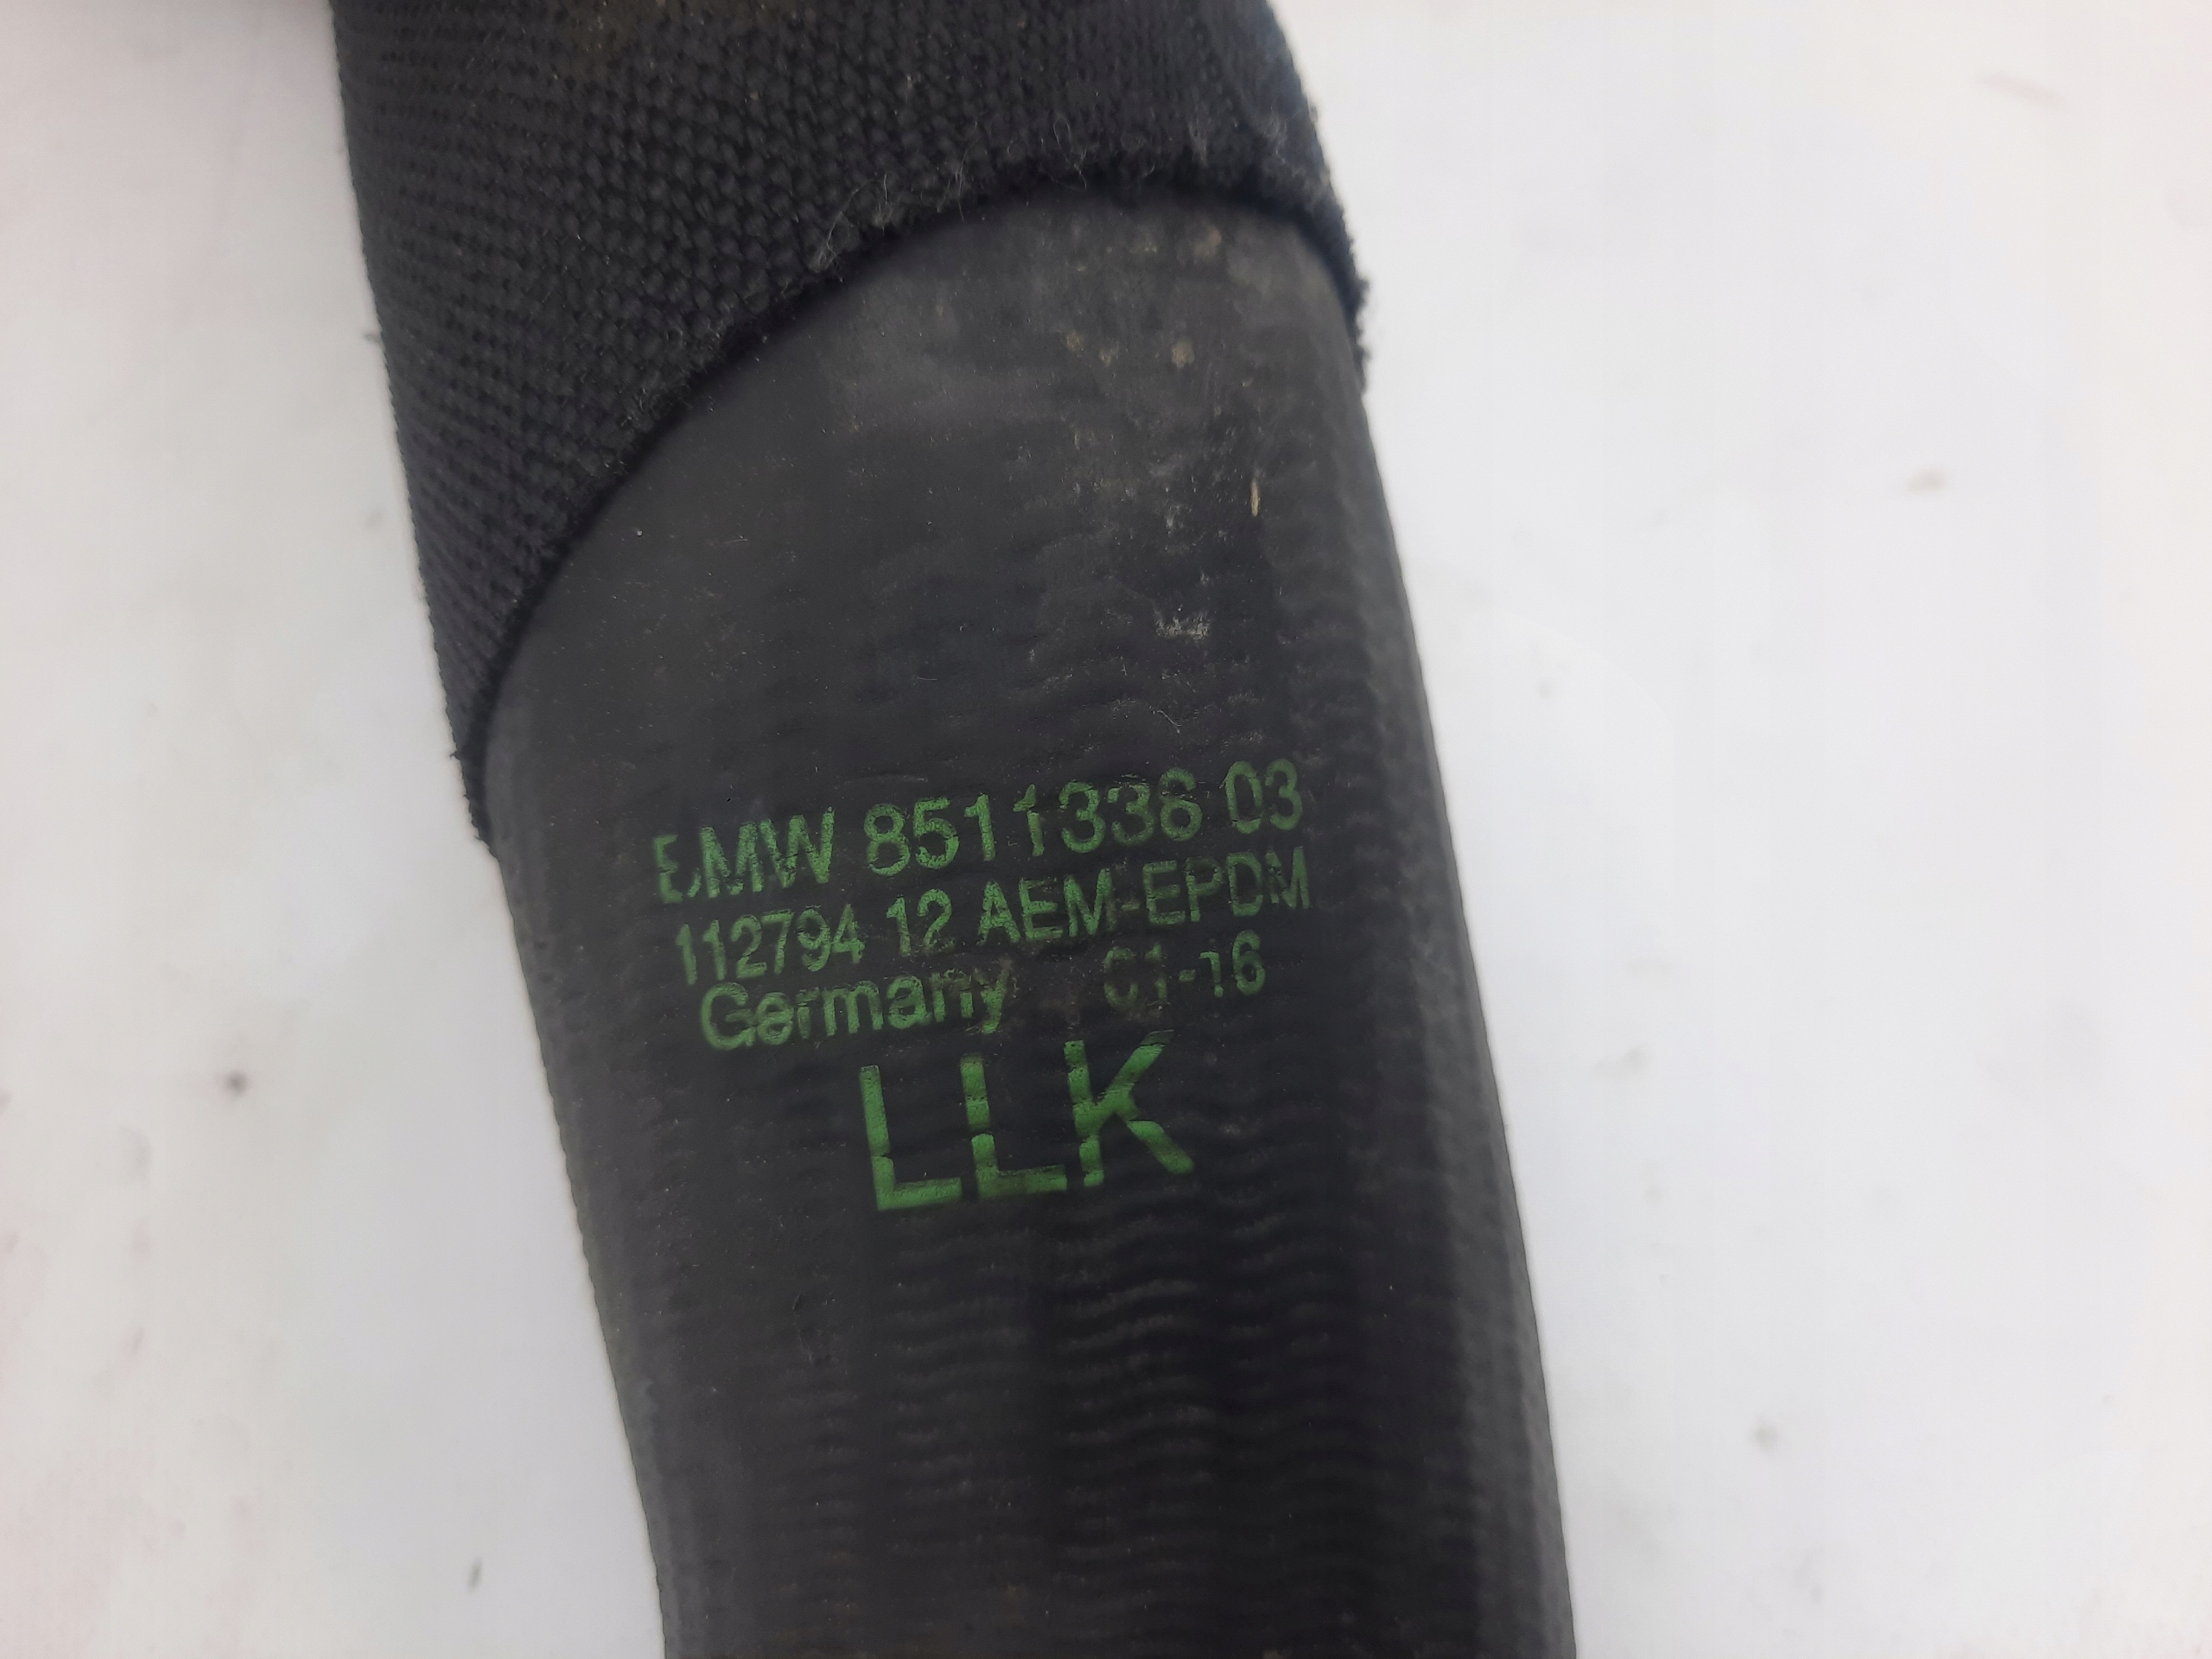 BMW 8511336 03
112794 12 AEM-EPDM
Germany 01-16
LLK